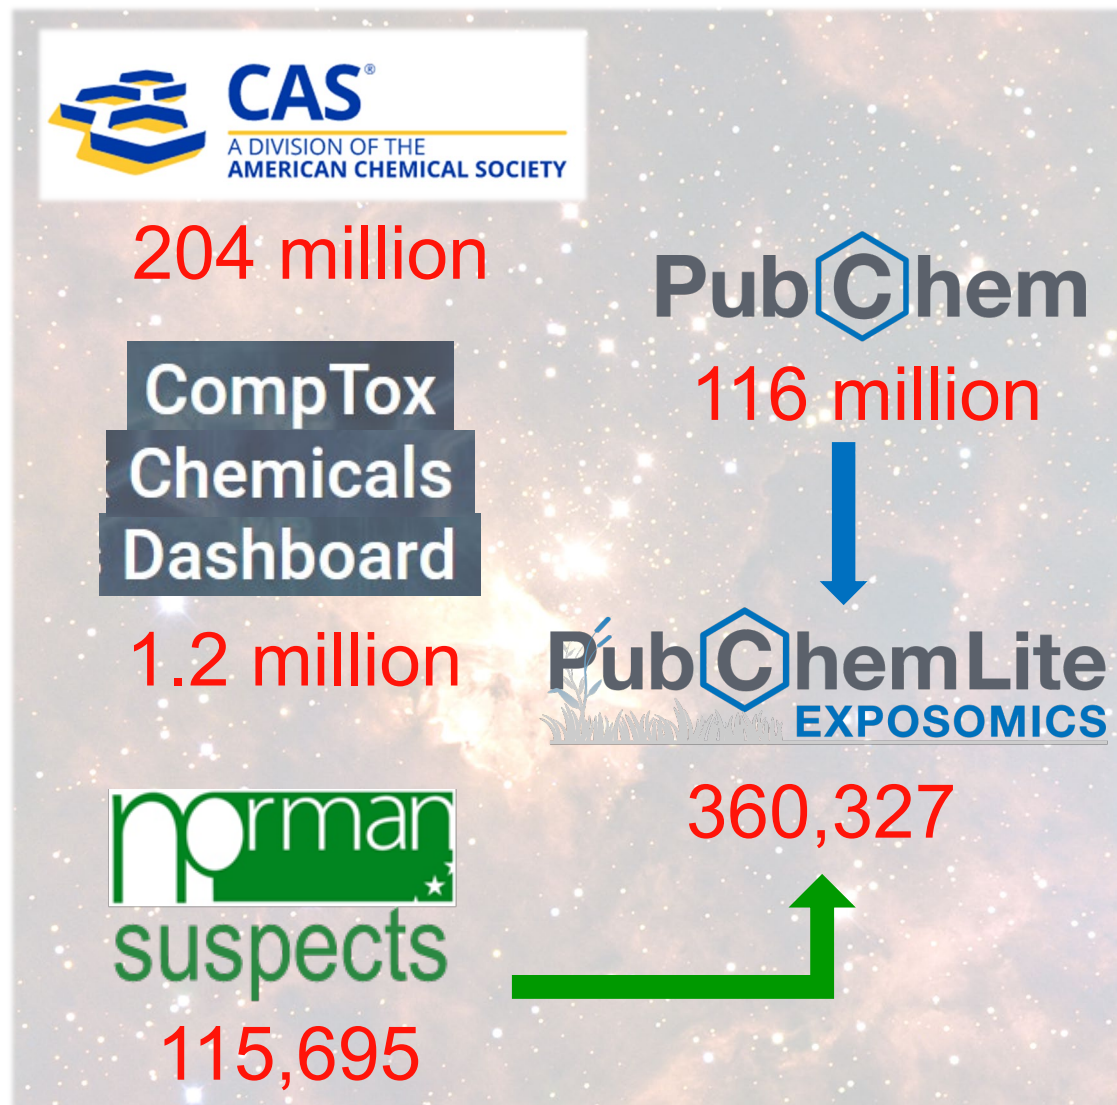 CAS®
A DIVISION OF THE
AMERICAN CHEMICAL SOCIETY
204 million
CompTox
Chemicals
Dashboard
1.2 million
norman
suspects
115,695
PubChem
116 million
PubChemLite
EXPOSOMICS
360,327